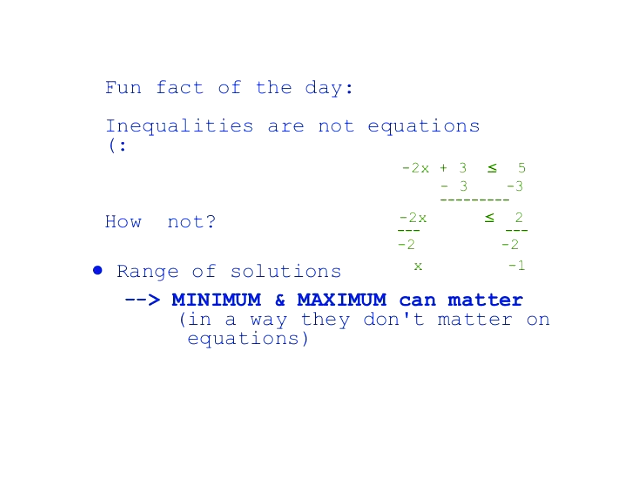 Fun fact of the day:
Inequalities are not equations
(:
-2x + 3 ≤ 5
- 3 -3
---------
How not?
-2x ≤ 2
--- ---
-2 -2
x -1
• Range of solutions
--> MINIMUM & MAXIMUM can matter
(in a way they don't matter on
equations)